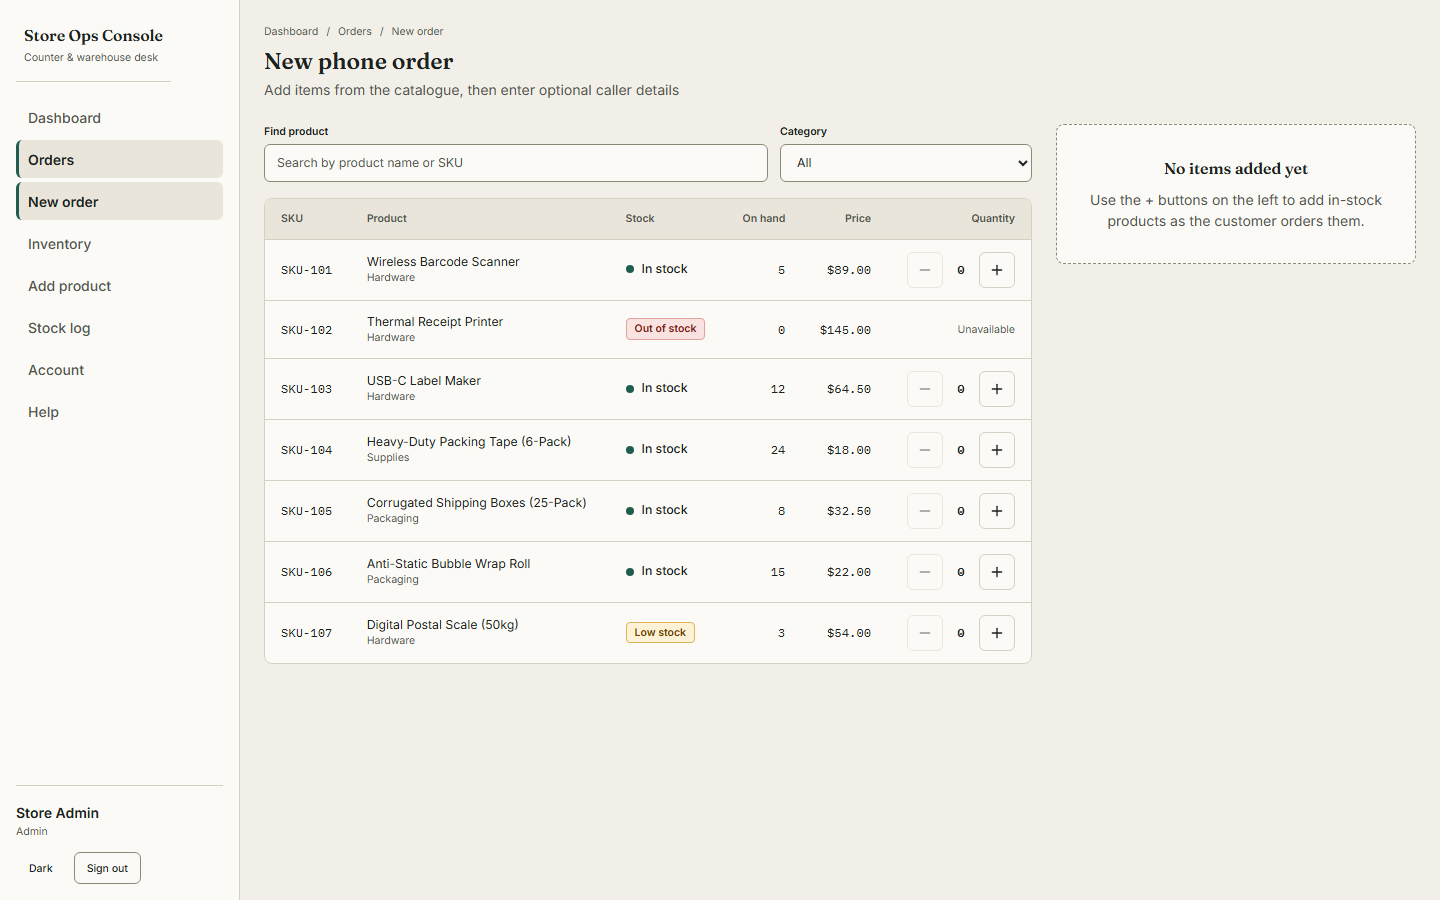 Store Ops Console
Counter & warehouse desk
Dashboard
Orders
New order
Inventory
Add product
Stock log
Account
Help
Store Admin
Admin
Dark
Sign out
Dashboard / Orders / New order
New phone order
Add items from the catalogue, then enter optional caller details
Find product
Search by product name or SKU
Category
All
SKU Product Stock On hand Price Quantity
SKU-101 Wireless Barcode Scanner Hardware In stock 5 $89.00 − 0 +
SKU-102 Thermal Receipt Printer Hardware Out of stock 0 $145.00 Unavailable
SKU-103 USB-C Label Maker Hardware In stock 12 $64.50 − 0 +
SKU-104 Heavy-Duty Packing Tape (6-Pack) Supplies In stock 24 $18.00 − 0 +
SKU-105 Corrugated Shipping Boxes (25-Pack) Packaging In stock 8 $32.50 − 0 +
SKU-106 Anti-Static Bubble Wrap Roll Packaging In stock 15 $22.00 − 0 +
SKU-107 Digital Postal Scale (50kg) Hardware Low stock 3 $54.00 − 0 +
No items added yet
Use the + buttons on the left to add in-stock
products as the customer orders them.